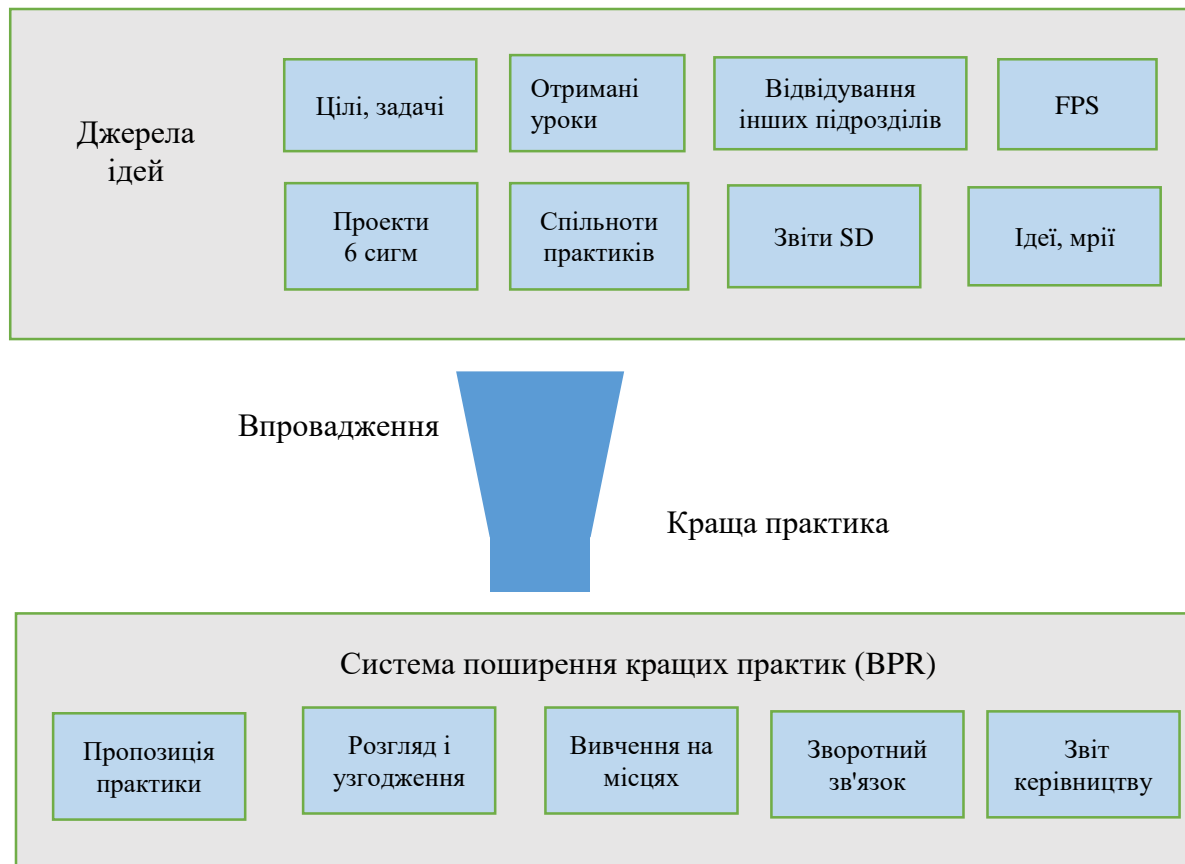 Джерела
ідей
Цілі, задачі
Отримані
уроки
Відвідування
інших підрозділів
FPS
Проекти
6 сигм
Спільноти
практиків
Звіти SD
Ідеї, мрії
Впровадження
Краща практика
Система поширення кращих практик (BPR)
Пропозиція
практики
Розгляд і
узгодження
Вивчення на
місцях
Зворотний
зв'язок
Звіт
керівництву